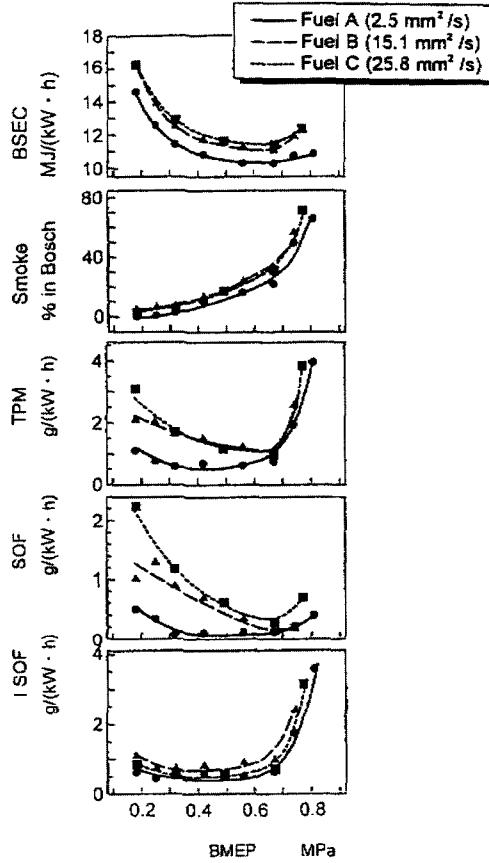 Fuel A (2.5 mm² /s)
Fuel B (15.1 mm² /s)
Fuel C (25.8 mm² /s)
BSEC
MJ/(kW · h)
18
16
14
12
10
Smoke
% in Bosch
80
40
0
TPM
g/(kW · h)
4
2
0
SOF
g/(kW · h)
2
1
0
I SOF
g/(kW · h)
4
2
0
0.2 0.4 0.6 0.8 1.0
BMEP MPa